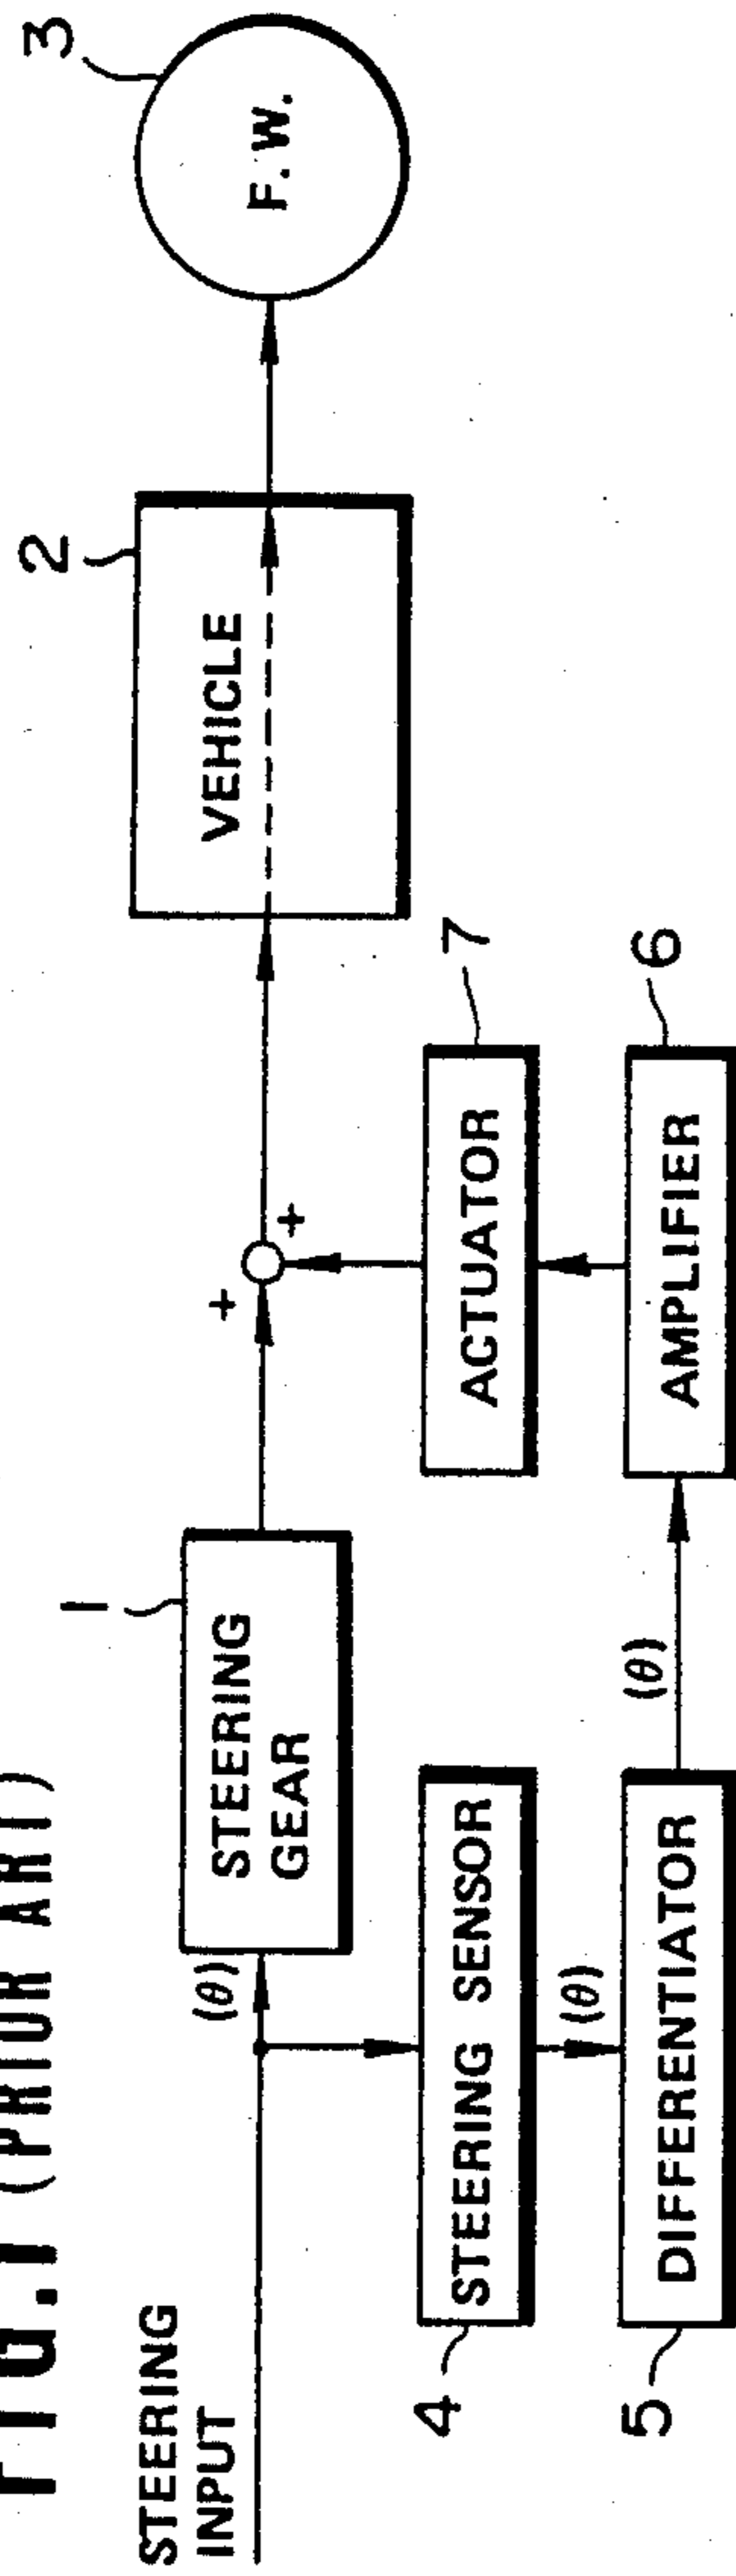 FIG.1 (PRIOR ART)
STEERING
INPUT
(θ)
STEERING
GEAR
1
+
+
VEHICLE
2
F. W.
3
STEERING SENSOR
4
(θ)
DIFFERENTIATOR
5
(θ)
AMPLIFIER
6
ACTUATOR
7